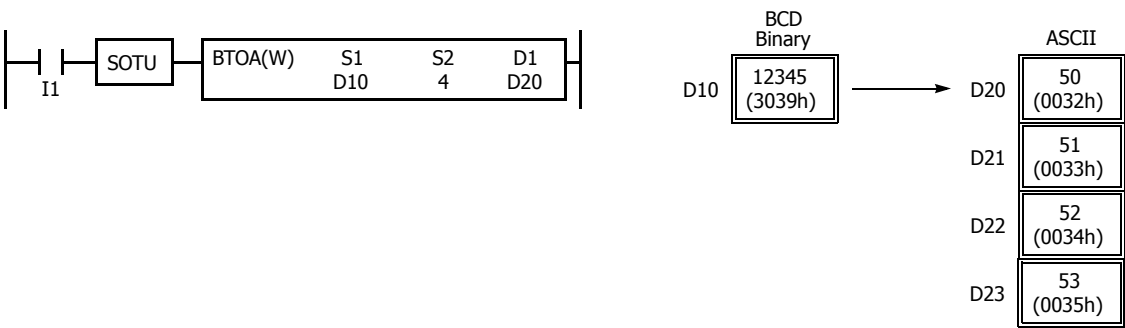 I1
SOTU
BTOA(W) S1 S2 D1
D10 4 D20
BCD
Binary
D10
12345
(3039h)
ASCII
D20
50
(0032h)
D21
51
(0033h)
D22
52
(0034h)
D23
53
(0035h)